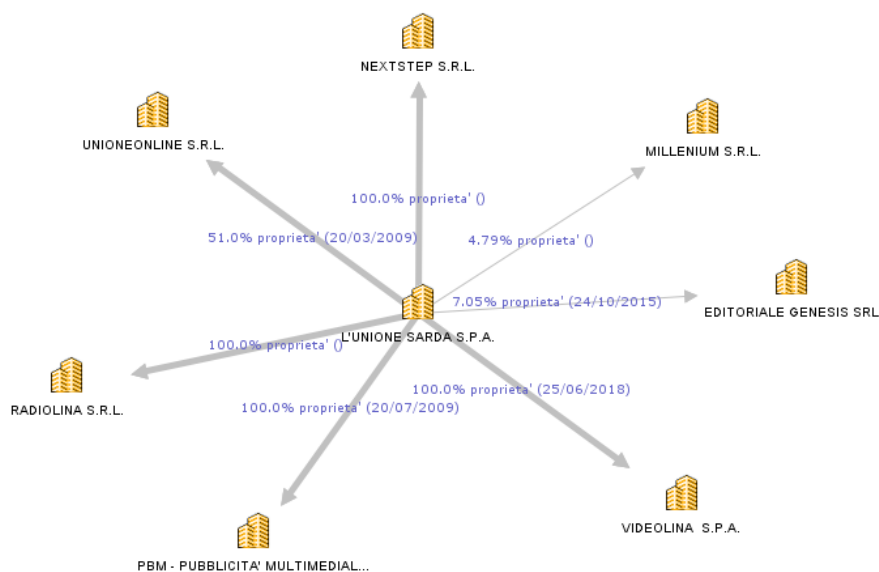 NEXTSTEP S.R.L.
UNIONEONLINE S.R.L.
MILLENIUM S.R.L.
100.0% proprieta' ()
51.0% proprieta' (20/03/2009)
4.79% proprieta' ()
7.05% proprieta' (24/10/2015)
EDITORIALE GENESIS SRL
L'UNIONE SARDA S.P.A.
100.0% proprieta' ()
100.0% proprieta' (25/06/2018)
RADIOLINA S.R.L.
100.0% proprieta' (20/07/2009)
VIDEOLINA S.P.A.
PBM - PUBBLICITA' MULTIMEDIAL...